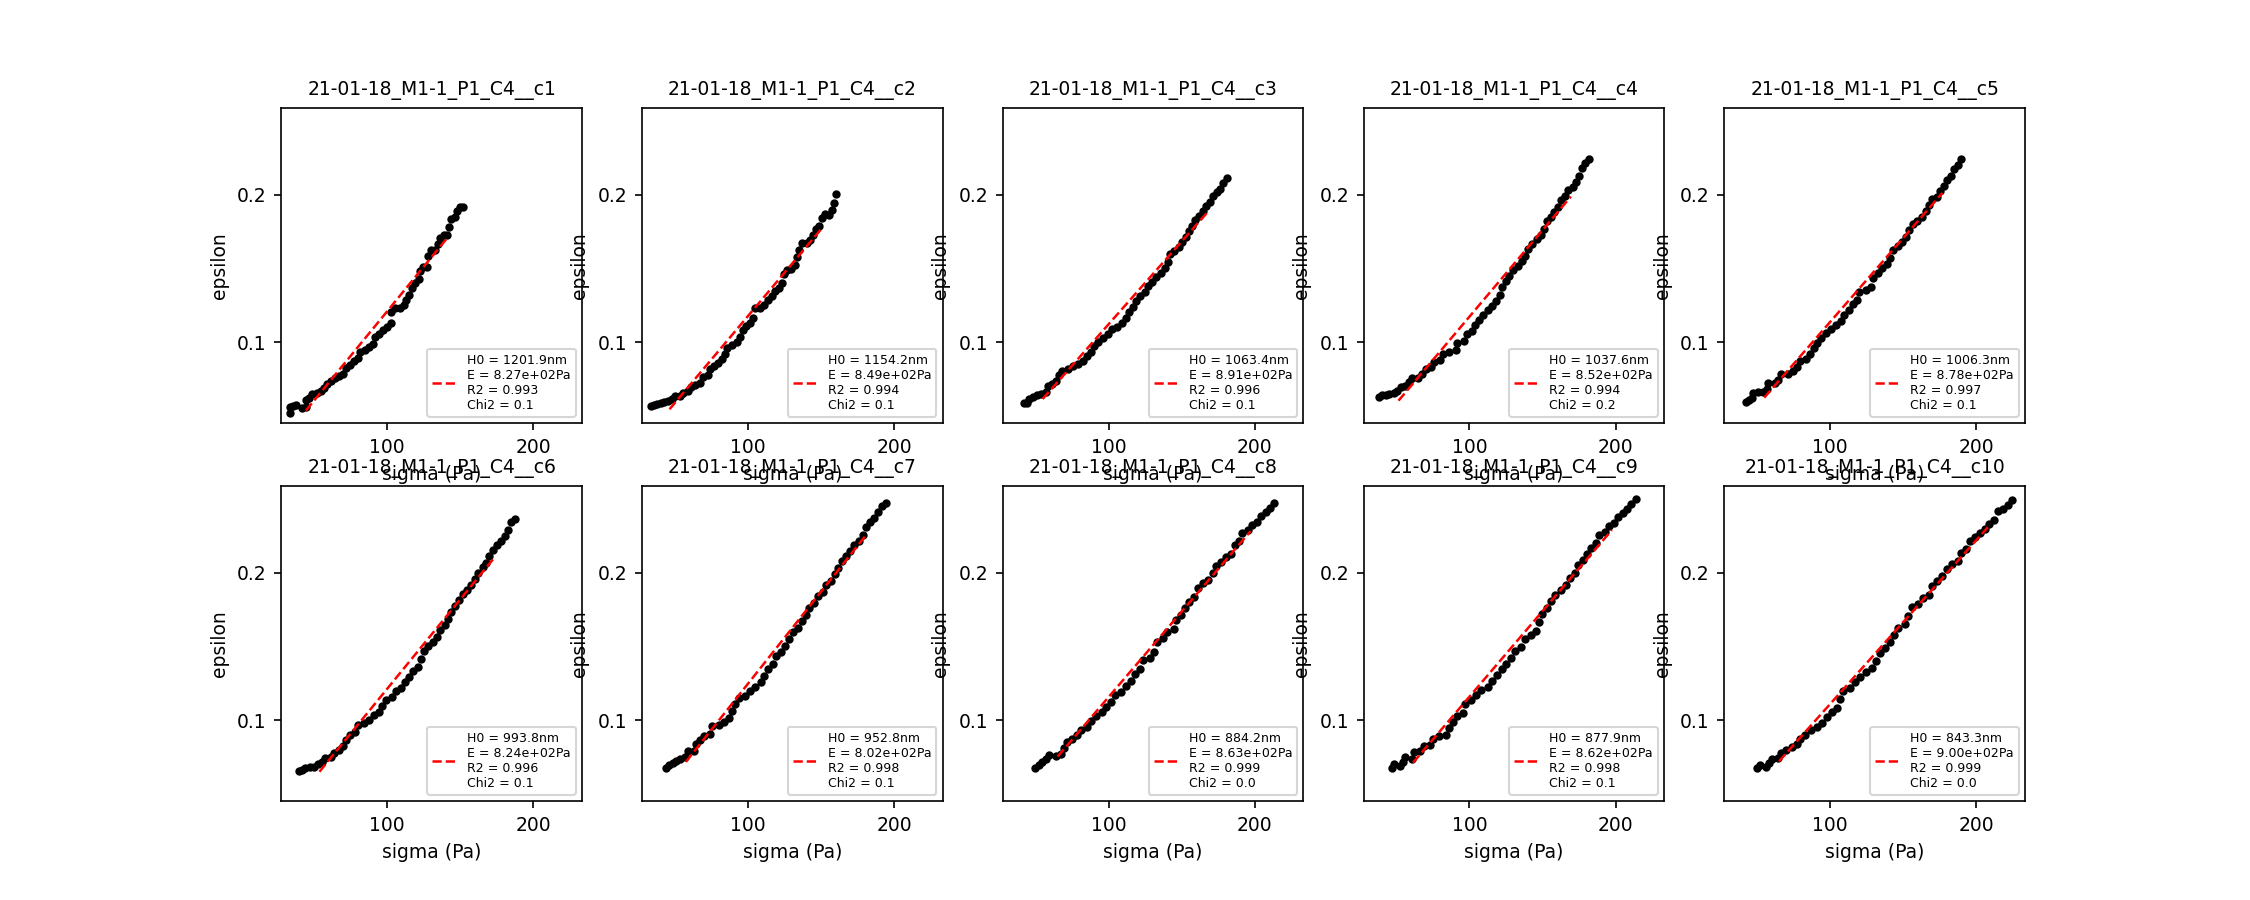 21-01-18_M1-1_P1_C4__c1
epsilon
0.2
0.1
H0 = 1201.9nm
E = 8.27e+02Pa
R2 = 0.993
Chi2 = 0.1
100 200
sigma (Pa)
21-01-18_M1-1_P1_C4__c2
epsilon
0.2
0.1
H0 = 1154.2nm
E = 8.49e+02Pa
R2 = 0.994
Chi2 = 0.1
100 200
sigma (Pa)
21-01-18_M1-1_P1_C4__c3
epsilon
0.2
0.1
H0 = 1063.4nm
E = 8.91e+02Pa
R2 = 0.996
Chi2 = 0.1
100 200
sigma (Pa)
21-01-18_M1-1_P1_C4__c4
epsilon
0.2
0.1
H0 = 1037.6nm
E = 8.52e+02Pa
R2 = 0.994
Chi2 = 0.2
100 200
sigma (Pa)
21-01-18_M1-1_P1_C4__c5
epsilon
0.2
0.1
H0 = 1006.3nm
E = 8.78e+02Pa
R2 = 0.997
Chi2 = 0.1
100 200
sigma (Pa)
21-01-18_M1-1_P1_C4__c6
epsilon
0.2
0.1
H0 = 993.8nm
E = 8.24e+02Pa
R2 = 0.996
Chi2 = 0.1
100 200
sigma (Pa)
21-01-18_M1-1_P1_C4__c7
epsilon
0.2
0.1
H0 = 952.8nm
E = 8.02e+02Pa
R2 = 0.998
Chi2 = 0.1
100 200
sigma (Pa)
21-01-18_M1-1_P1_C4__c8
epsilon
0.2
0.1
H0 = 884.2nm
E = 8.63e+02Pa
R2 = 0.999
Chi2 = 0.0
100 200
sigma (Pa)
21-01-18_M1-1_P1_C4__c9
epsilon
0.2
0.1
H0 = 877.9nm
E = 8.62e+02Pa
R2 = 0.998
Chi2 = 0.1
100 200
sigma (Pa)
21-01-18_M1-1_P1_C4__c10
epsilon
0.2
0.1
H0 = 843.3nm
E = 9.00e+02Pa
R2 = 0.999
Chi2 = 0.0
100 200
sigma (Pa)